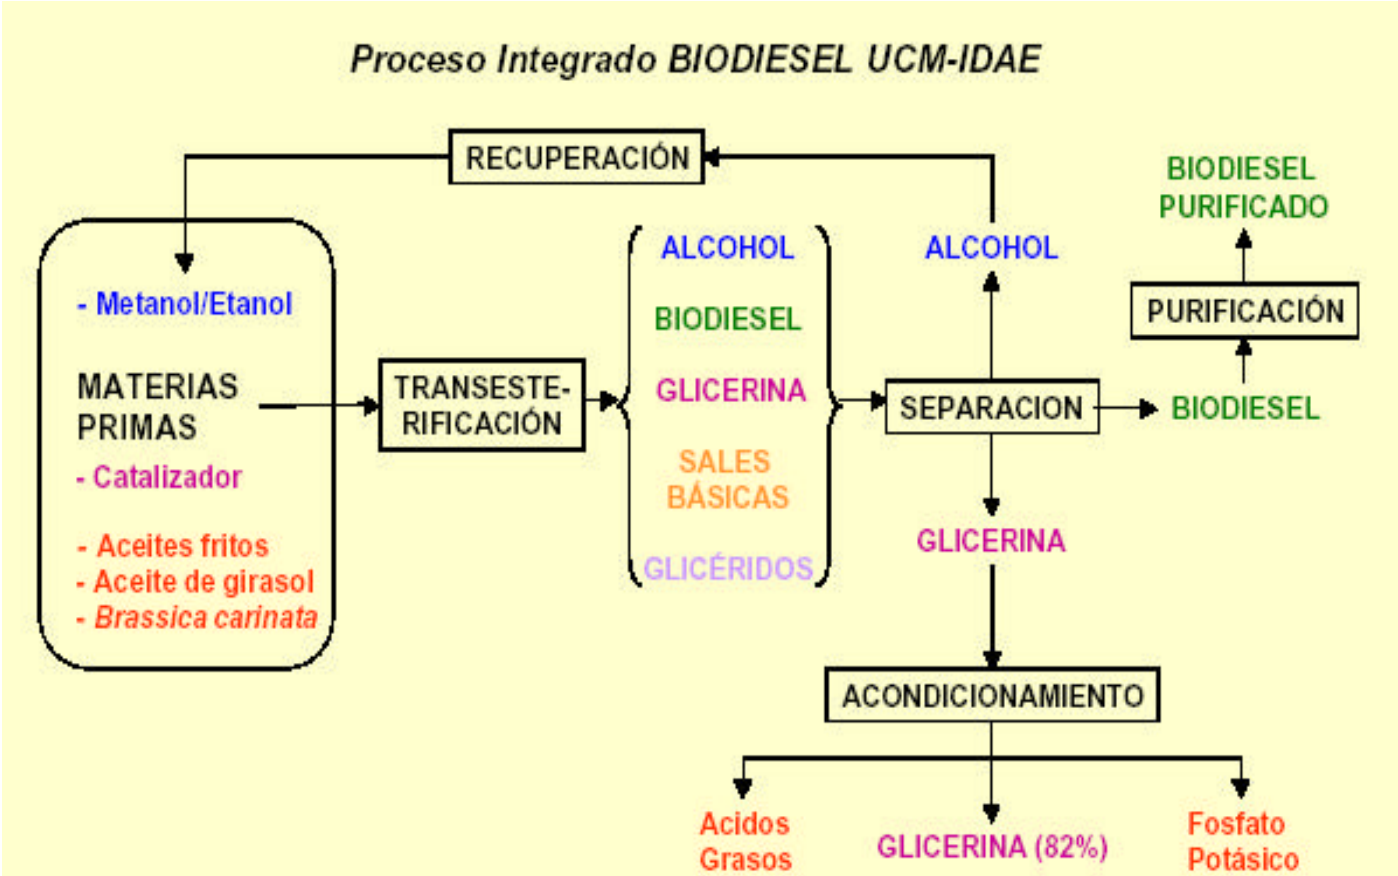 Proceso Integrado BIODIESEL UCM-IDAE
RECUPERACIÓN
- Metanol/Etanol
MATERIAS
PRIMAS
- Catalizador
- Aceites fritos
- Aceite de girasol
- Brassica carinata
TRANSESTE-
RIFICACIÓN
ALCOHOL
BIODIESEL
GLICERINA
SALES
BÁSICAS
GLICÉRIDOS
SEPARACION
ALCOHOL
BIODIESEL
PURIFICACIÓN
BIODIESEL
PURIFICADO
GLICERINA
ACONDICIONAMIENTO
Acidos
Grasos
GLICERINA (82%)
Fosfato
Potásico